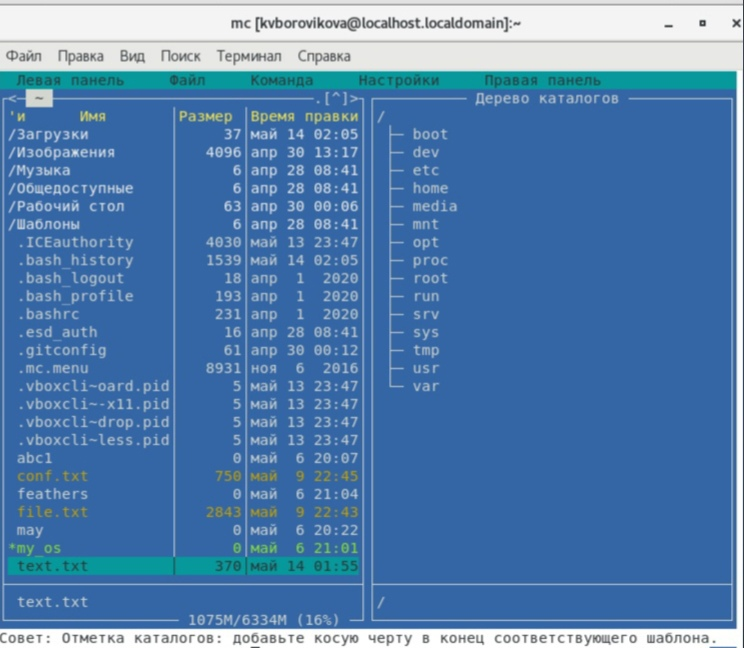 mc [kvborovikova@localhost.localdomain]:~
Файл Правка Вид Поиск Терминал Справка
Левая панель Файл Команда Настройки Правая панель
<─ ~ ─.[^]> Дерево каталогов
'и Имя Размер Время правки /
/Загрузки 37 май 14 02:05 boot
/Изображения 4096 апр 30 13:17 dev
/Музыка 6 апр 28 08:41 etc
/Общедоступные 6 апр 28 08:41 home
/Рабочий стол 63 апр 30 00:06 media
/Шаблоны 6 апр 28 08:41 mnt
.ICEauthority 4030 май 13 23:47 opt
.bash_history 1539 май 14 02:05 proc
.bash_logout 18 апр 1 2020 root
.bash_profile 193 апр 1 2020 run
.bashrc 231 апр 1 2020 srv
.esd_auth 16 апр 28 08:41 sys
.gitconfig 61 апр 30 00:12 tmp
.mc.menu 8931 ноя 6 2016 usr
.vboxcli~oard.pid 5 май 13 23:47 var
.vboxcli~-x11.pid 5 май 13 23:47
.vboxcli~drop.pid 5 май 13 23:47
.vboxcli~less.pid 5 май 13 23:47
abc1 0 май 6 20:07
conf.txt 750 май 9 22:45
feathers 0 май 6 21:04
file.txt 2843 май 9 22:43
may 0 май 6 20:22
*my_os 0 май 6 21:01
text.txt 370 май 14 01:55
text.txt /
1075M/6334M (16%)
Совет: Отметка каталогов: добавьте косую черту в конец соответствующего шаблона.